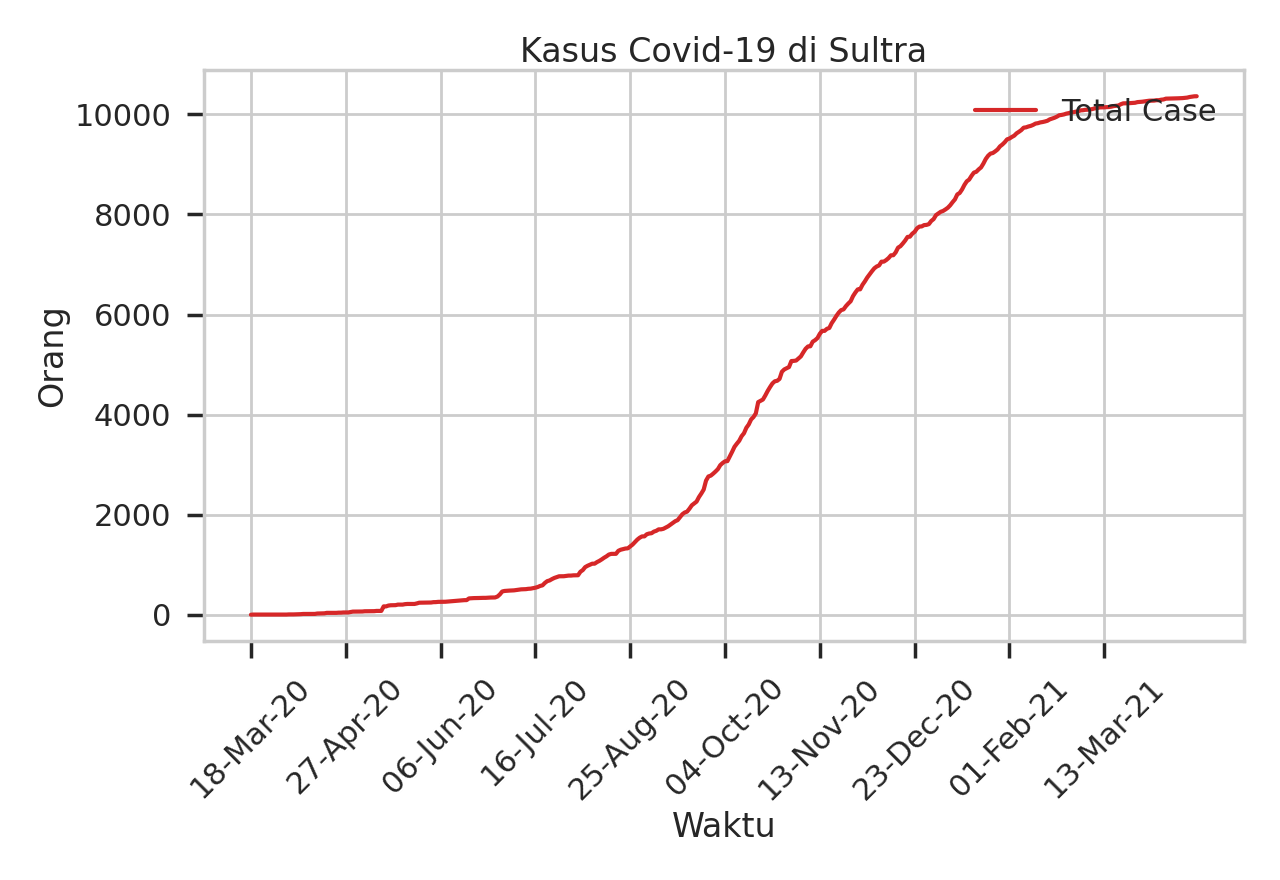 Kasus Covid-19 di Sultra
Total Case
10000
8000
6000
4000
2000
0
Orang
18-Mar-20
27-Apr-20
06-Jun-20
16-Jul-20
25-Aug-20
04-Oct-20
13-Nov-20
23-Dec-20
01-Feb-21
13-Mar-21
Waktu